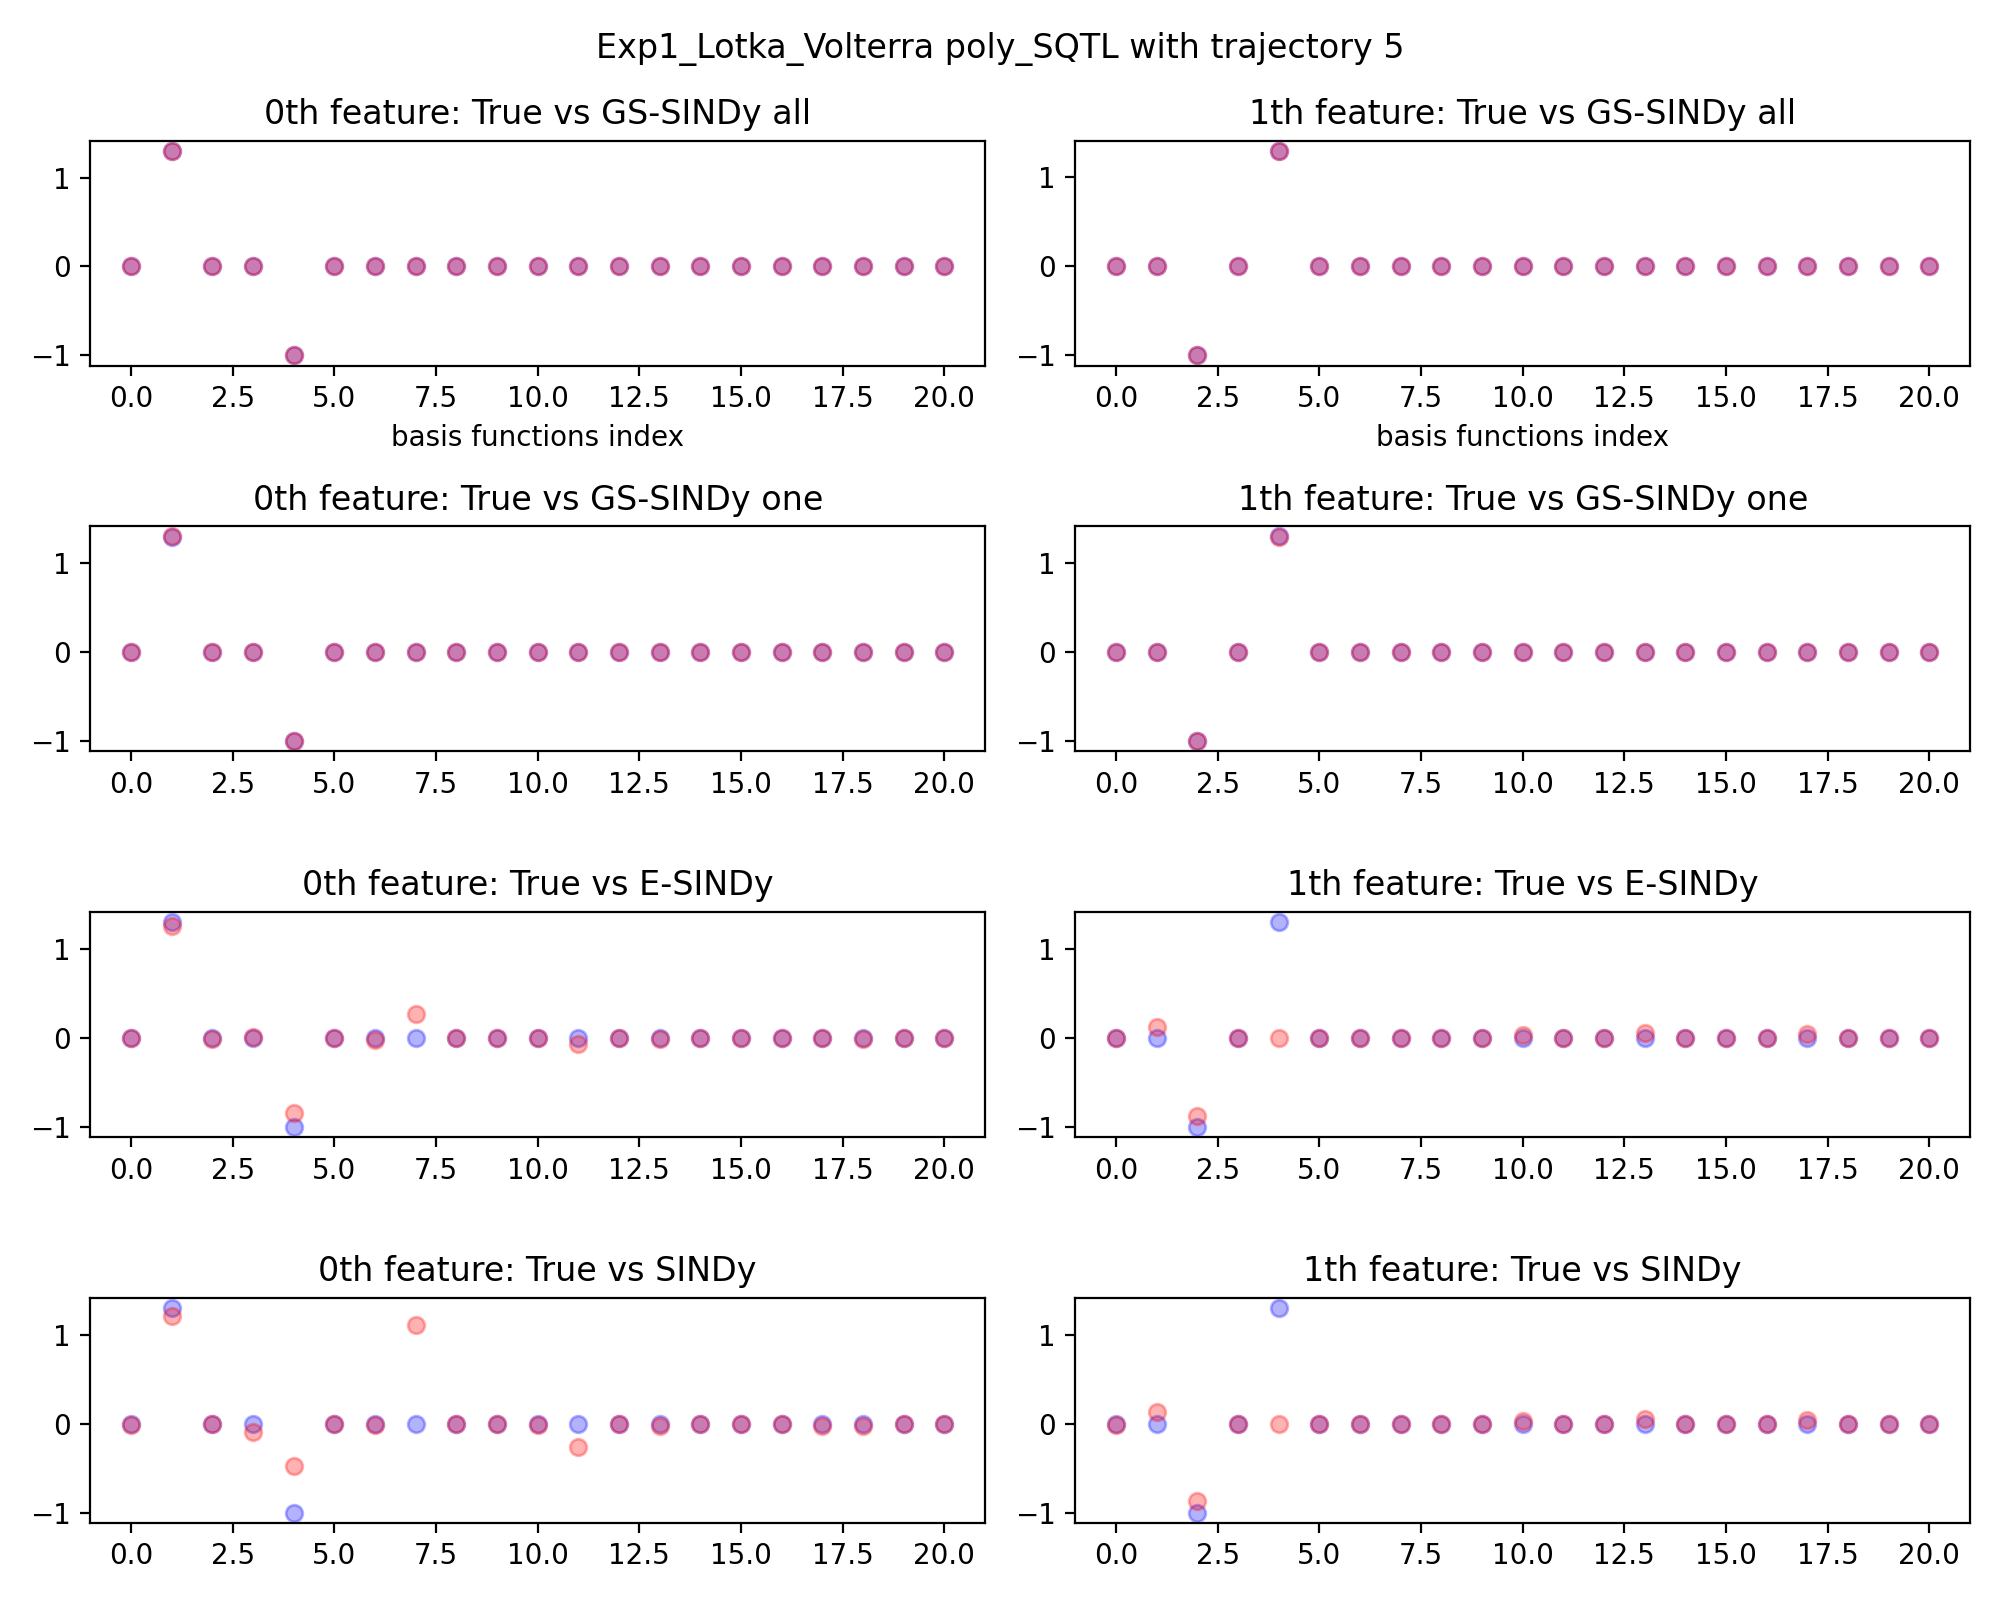 Exp1_Lotka_Volterra poly_SQTL with trajectory 5
0th feature: True vs GS-SINDy all
1
0
−1
0.0 2.5 5.0 7.5 10.0 12.5 15.0 17.5 20.0
basis functions index
1th feature: True vs GS-SINDy all
1
0
−1
0.0 2.5 5.0 7.5 10.0 12.5 15.0 17.5 20.0
basis functions index
0th feature: True vs GS-SINDy one
1
0
−1
0.0 2.5 5.0 7.5 10.0 12.5 15.0 17.5 20.0
1th feature: True vs GS-SINDy one
1
0
−1
0.0 2.5 5.0 7.5 10.0 12.5 15.0 17.5 20.0
0th feature: True vs E-SINDy
1
0
−1
0.0 2.5 5.0 7.5 10.0 12.5 15.0 17.5 20.0
1th feature: True vs E-SINDy
1
0
−1
0.0 2.5 5.0 7.5 10.0 12.5 15.0 17.5 20.0
0th feature: True vs SINDy
1
0
−1
0.0 2.5 5.0 7.5 10.0 12.5 15.0 17.5 20.0
1th feature: True vs SINDy
1
0
−1
0.0 2.5 5.0 7.5 10.0 12.5 15.0 17.5 20.0